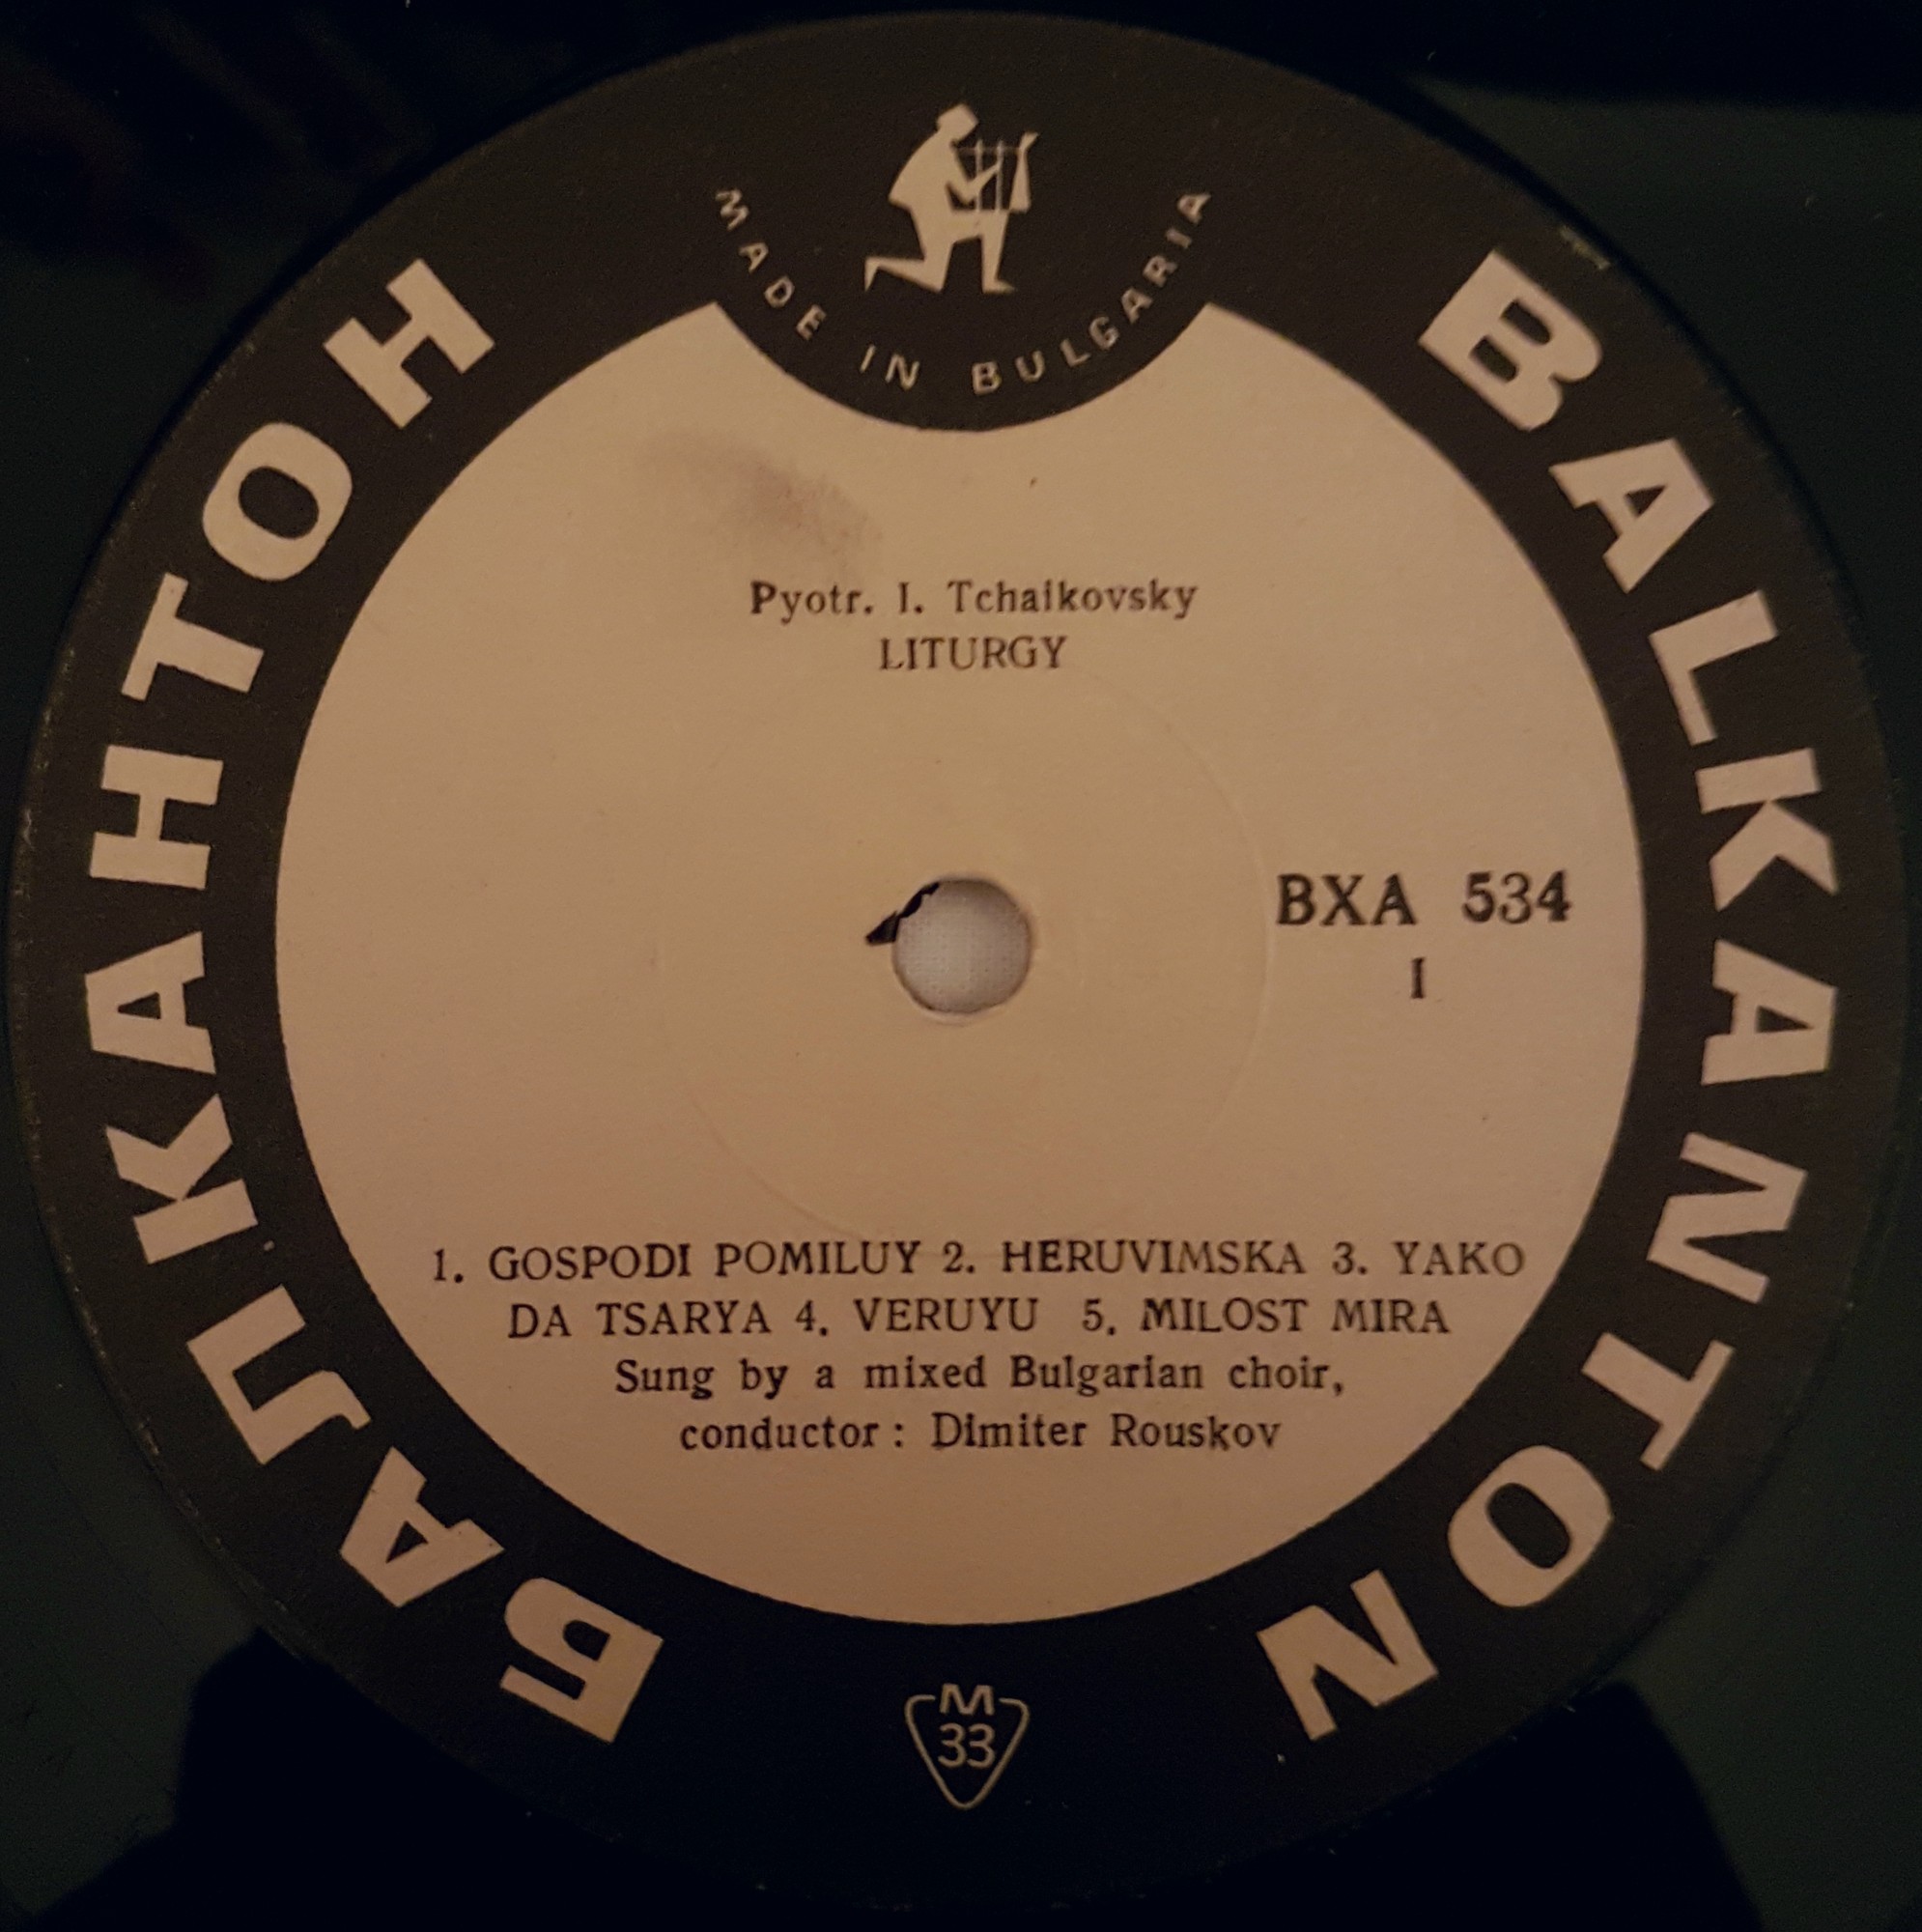 MADE IN BULGARIA
БАЛКАНТОН
BALKANTON
Pyotr. I. Tchaikovsky
LITURGY
BXA 534
I
1. GOSPODI POMILUY 2. HERUVIMSKA 3. YAKO
DA TSARYA 4. VERUYU 5. MILOST MIRA
Sung by a mixed Bulgarian choir,
conductor : Dimiter Rouskov
M
33